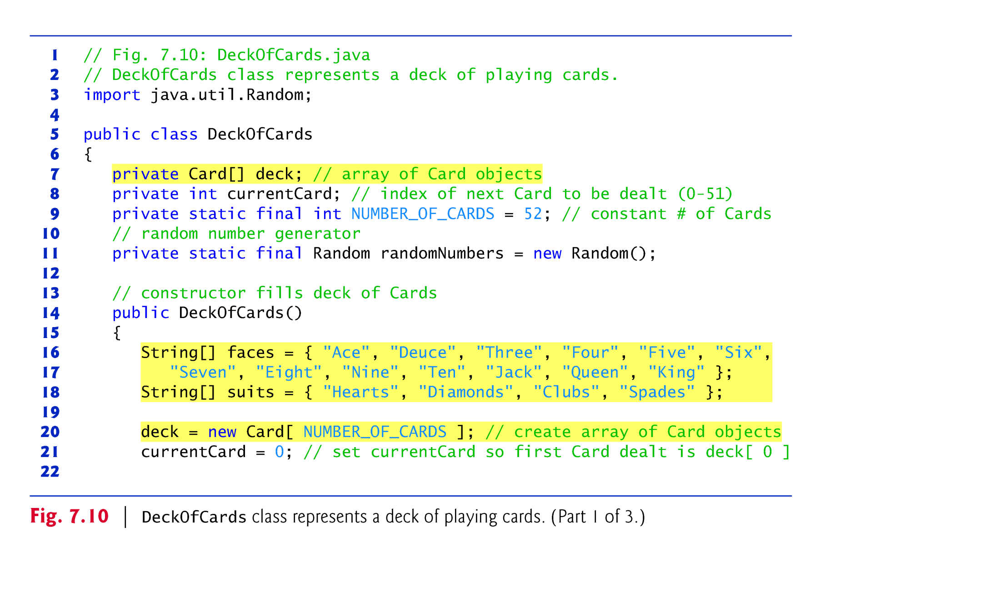 1 // Fig. 7.10: DeckOfCards.java
2 // DeckOfCards class represents a deck of playing cards.
3 import java.util.Random;
4
5 public class DeckOfCards
6 {
7 private Card[] deck; // array of Card objects
8 private int currentCard; // index of next Card to be dealt (0-51)
9 private static final int NUMBER_OF_CARDS = 52; // constant # of Cards
10 // random number generator
11 private static final Random randomNumbers = new Random();
12
13 // constructor fills deck of Cards
14 public DeckOfCards()
15 {
16 String[] faces = { "Ace", "Deuce", "Three", "Four", "Five", "Six",
17 "Seven", "Eight", "Nine", "Ten", "Jack", "Queen", "King" };
18 String[] suits = { "Hearts", "Diamonds", "Clubs", "Spades" };
19
20 deck = new Card[ NUMBER_OF_CARDS ]; // create array of Card objects
21 currentCard = 0; // set currentCard so first Card dealt is deck[ 0 ]
22
Fig. 7.10 | DeckOfCards class represents a deck of playing cards. (Part 1 of 3.)